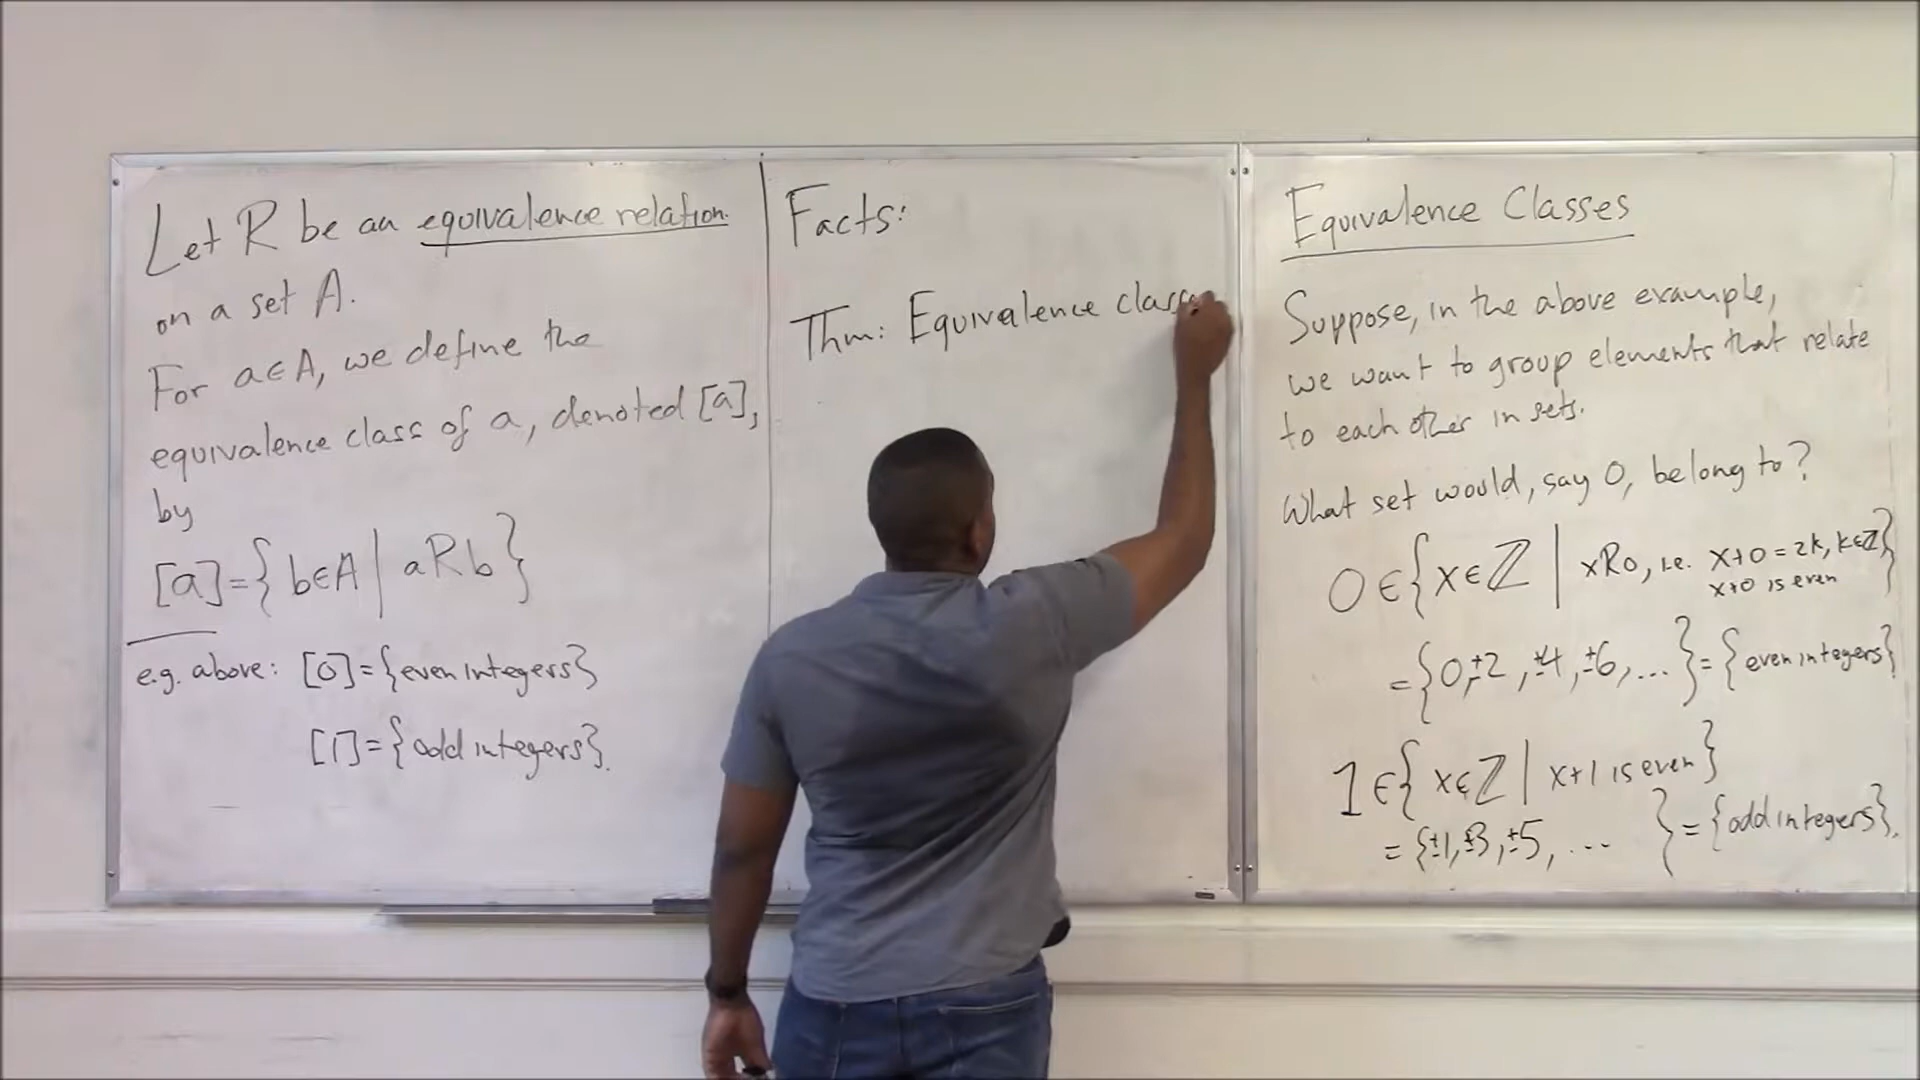 Let R be an equivalence relation.
on a set A.
For a∈A, we define the
equivalence class of a, denoted [a],
by
[a]={b∈A | aRb}
e.g. above: [0]={even integers}
[1]={odd integers}.
Facts:
Thm: Equivalence classe
Equivalence Classes
Suppose, in the above example,
we want to group elements that relate
to each other in sets.
What set would, say 0, belong to?
0∈{x∈ℤ | xR0, i.e. x+0=2k, k∈ℤ}
x+0 is even
={0,±2,±4,±6,...}={even integers}
1∈{x∈ℤ | x+1 is even}
={±1,±3,±5,... }={odd integers}.